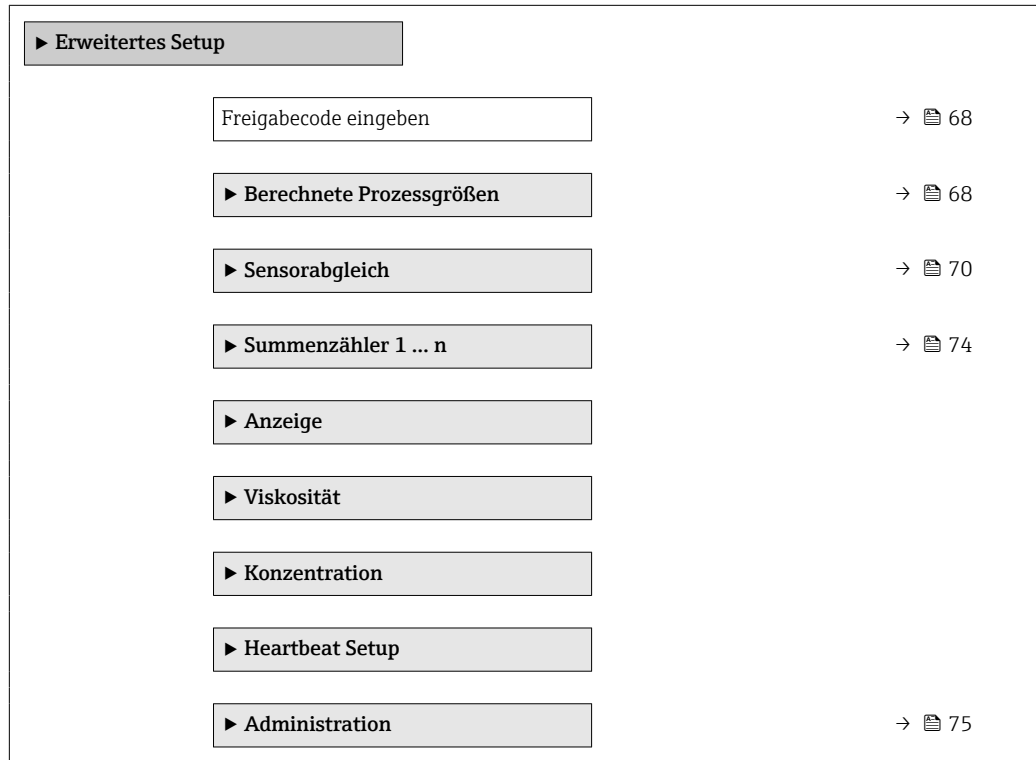 ▶ Erweitertes Setup
Freigabecode eingeben → 68
▶ Berechnete Prozessgrößen → 68
▶ Sensorabgleich → 70
▶ Summenzähler 1 ... n → 74
▶ Anzeige
▶ Viskosität
▶ Konzentration
▶ Heartbeat Setup
▶ Administration → 75